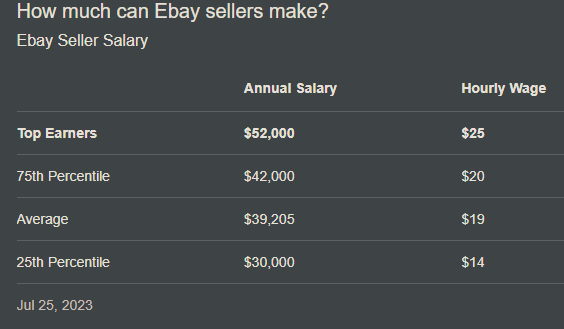 How much can Ebay sellers make?
Ebay Seller Salary
Annual Salary Hourly Wage
Top Earners $52,000 $25
75th Percentile $42,000 $20
Average $39,205 $19
25th Percentile $30,000 $14
Jul 25, 2023